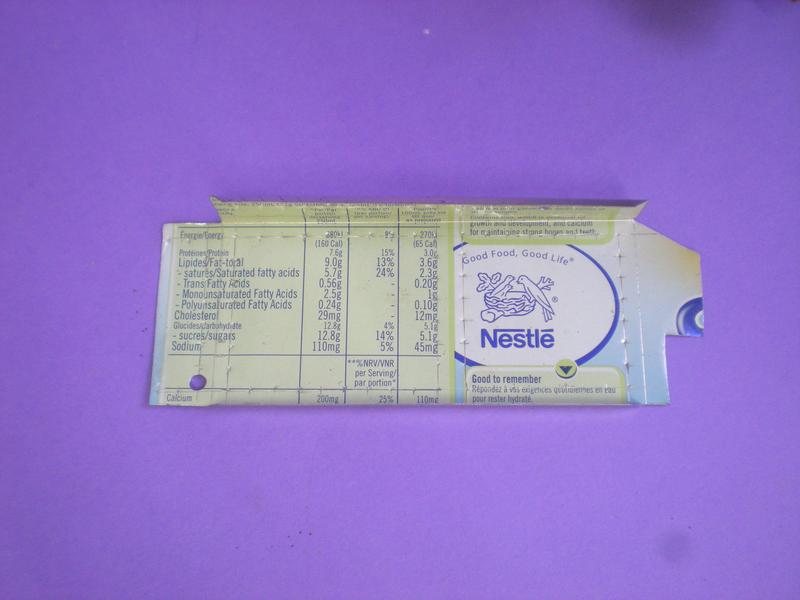 Energie/Energy 280kJ 8% 270kJ
(160 Cal) (65 Cal)
Protéines/Protein 7.6g 15% 3.0g
Lipides/Fat-total 9.0g 13% 3.6g
- saturés/Saturated fatty acids 5.7g 24% 2.3g
- Trans Fatty Acids 0.56g - 0.20g
- Monounsaturated Fatty Acids 2.5g - 1g
- Polyunsaturated Fatty Acids 0.24g - 0.10g
Cholesterol 29mg - 12mg
Glucides/carbohydrate 12.8g 4% 5.1g
- sucres/sugars 12.8g 14% 5.1g
Sodium 110mg 5% 45mg
**%NRV/VNR
per Serving/
par portion*
Calcium 200mg 25% 110mg
growth and development, and calcium
for maintaining strong bones and teeth.
Good Food, Good Life®
®
Nestlé
Good to remember
Répondez à vos exigences quotidiennes en eau
pour rester hydraté.